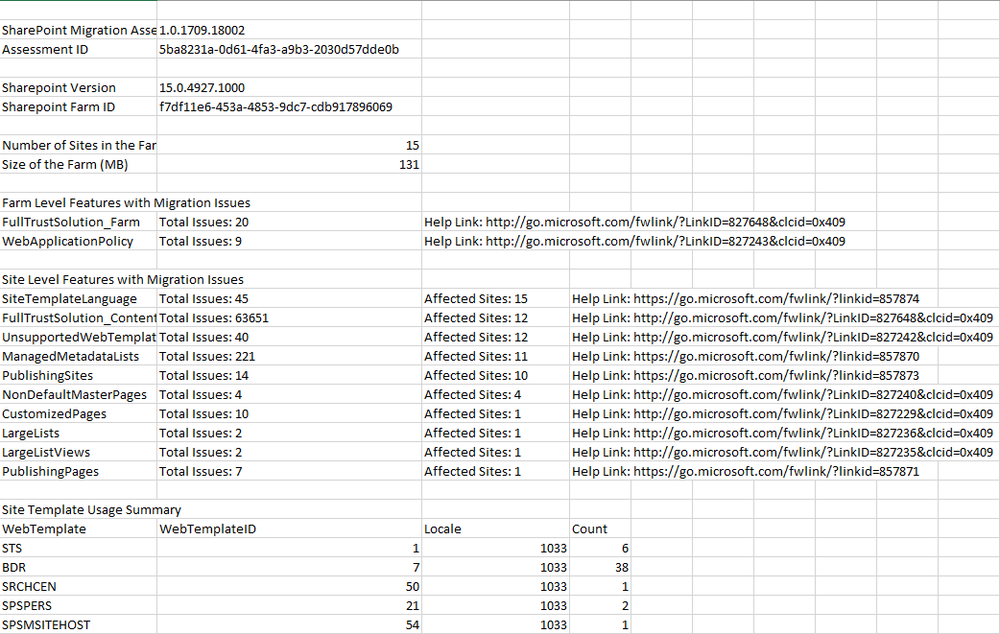 SharePoint Migration Asse 1.0.1709.18002
Assessment ID 5ba8231a-0d61-4fa3-a9b3-2030d57dde0b
Sharepoint Version 15.0.4927.1000
Sharepoint Farm ID f7df11e6-453a-4853-9dc7-cdb917896069
Number of Sites in the Far 15
Size of the Farm (MB) 131
Farm Level Features with Migration Issues
FullTrustSolution_Farm Total Issues: 20 Help Link: http://go.microsoft.com/fwlink/?LinkID=827648&clcid=0x409
WebApplicationPolicy Total Issues: 9 Help Link: http://go.microsoft.com/fwlink/?LinkID=827243&clcid=0x409
Site Level Features with Migration Issues
SiteTemplateLanguage Total Issues: 45 Affected Sites: 15 Help Link: https://go.microsoft.com/fwlink/?linkid=857874
FullTrustSolution_Content Total Issues: 63651 Affected Sites: 12 Help Link: http://go.microsoft.com/fwlink/?LinkID=827648&clcid=0x409
UnsupportedWebTemplat Total Issues: 40 Affected Sites: 12 Help Link: http://go.microsoft.com/fwlink/?LinkID=827242&clcid=0x409
ManagedMetadataLists Total Issues: 221 Affected Sites: 11 Help Link: https://go.microsoft.com/fwlink/?linkid=857870
PublishingSites Total Issues: 14 Affected Sites: 10 Help Link: https://go.microsoft.com/fwlink/?linkid=857873
NonDefaultMasterPages Total Issues: 4 Affected Sites: 4 Help Link: http://go.microsoft.com/fwlink/?LinkID=827240&clcid=0x409
CustomizedPages Total Issues: 10 Affected Sites: 1 Help Link: http://go.microsoft.com/fwlink/?LinkID=827229&clcid=0x409
LargeLists Total Issues: 2 Affected Sites: 1 Help Link: http://go.microsoft.com/fwlink/?LinkID=827236&clcid=0x409
LargeListViews Total Issues: 2 Affected Sites: 1 Help Link: http://go.microsoft.com/fwlink/?LinkID=827235&clcid=0x409
PublishingPages Total Issues: 7 Affected Sites: 1 Help Link: https://go.microsoft.com/fwlink/?linkid=857871
Site Template Usage Summary
WebTemplate WebTemplateID Locale Count
STS 1 1033 6
BDR 7 1033 38
SRCHCEN 50 1033 1
SPSPERS 21 1033 2
SPSMSITEHOST 54 1033 1